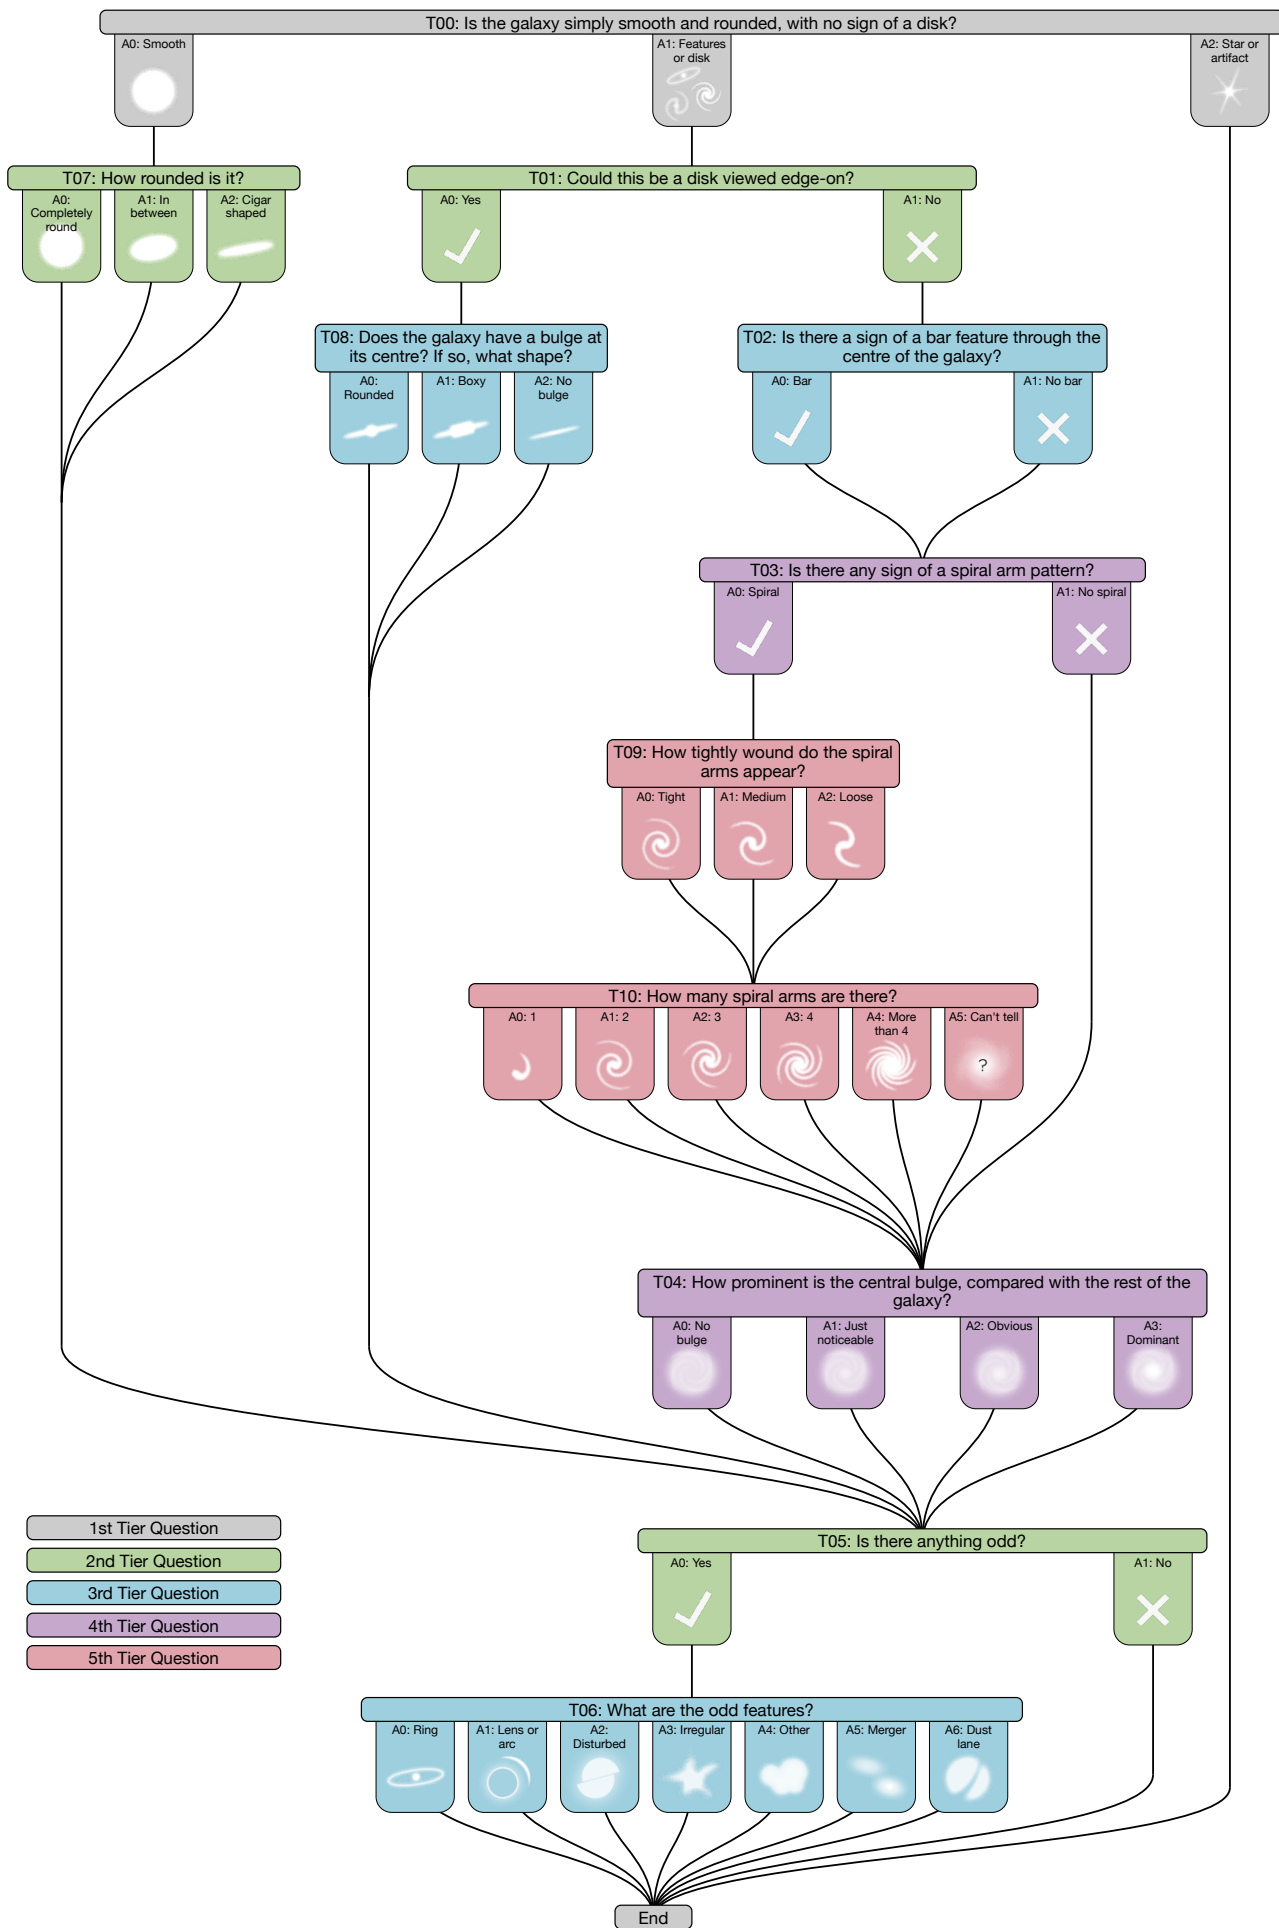 T00: Is the galaxy simply smooth and rounded, with no sign of a disk?
A0: Smooth
A1: Features
or disk
A2: Star or
artifact
T07: How rounded is it?
A0:
Completely
round
A1: In
between
A2: Cigar
shaped
T01: Could this be a disk viewed edge-on?
A0: Yes
A1: No
T08: Does the galaxy have a bulge at
its centre? If so, what shape?
A0:
Rounded
A1: Boxy
A2: No
bulge
T02: Is there a sign of a bar feature through the
centre of the galaxy?
A0: Bar
A1: No bar
T03: Is there any sign of a spiral arm pattern?
A0: Spiral
A1: No spiral
T09: How tightly wound do the spiral
arms appear?
A0: Tight
A1: Medium
A2: Loose
T10: How many spiral arms are there?
A0: 1
A1: 2
A2: 3
A3: 4
A4: More
than 4
A5: Can't tell
?
T04: How prominent is the central bulge, compared with the rest of the
galaxy?
A0: No
bulge
A1: Just
noticeable
A2: Obvious
A3:
Dominant
T05: Is there anything odd?
A0: Yes
A1: No
1st Tier Question
2nd Tier Question
3rd Tier Question
4th Tier Question
5th Tier Question
T06: What are the odd features?
A0: Ring
A1: Lens or
arc
A2:
Disturbed
A3: Irregular
A4: Other
A5: Merger
A6: Dust
lane
End